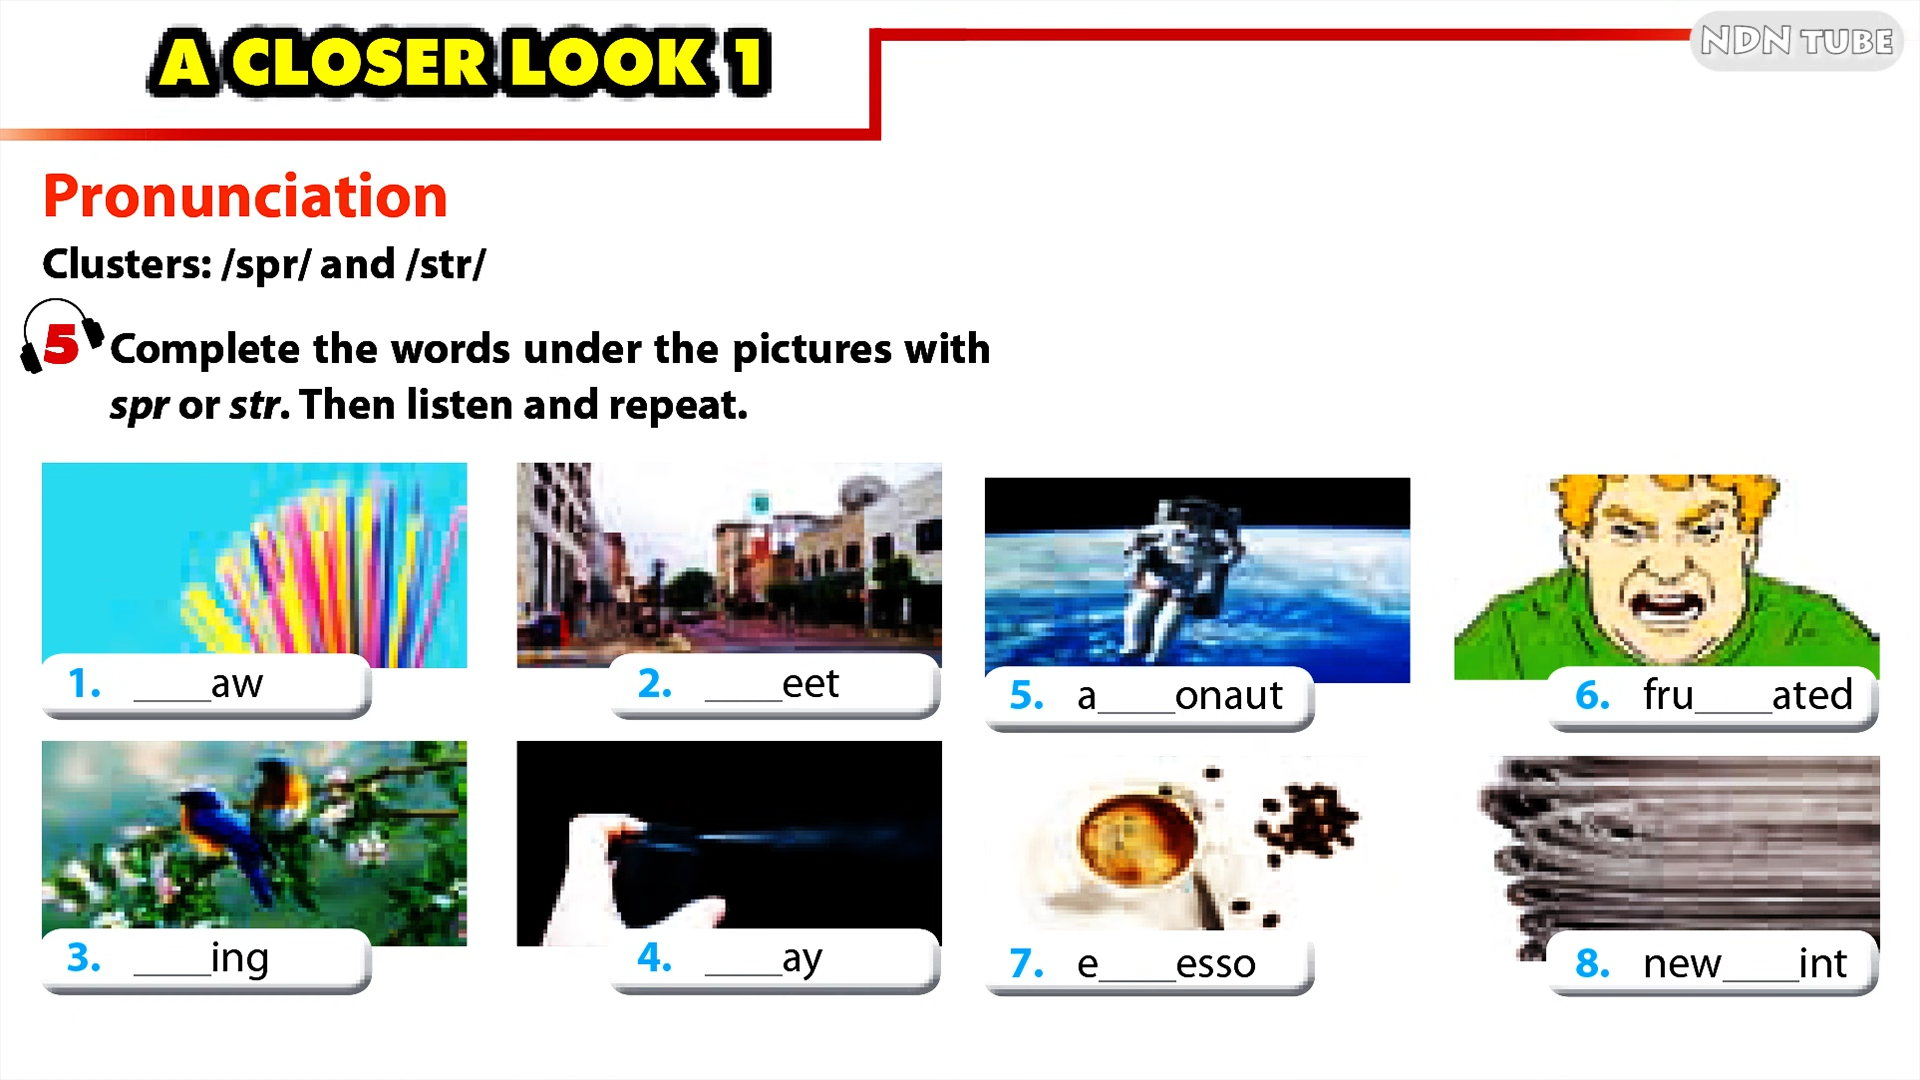 A CLOSER LOOK 1
NDN TUBE
Pronunciation
Clusters: /spr/ and /str/
5 Complete the words under the pictures with
spr or str. Then listen and repeat.
1. ____aw
2. ____eet
5. a____onaut
6. fru____ated
3. ____ing
4. ____ay
7. e____esso
8. new____int